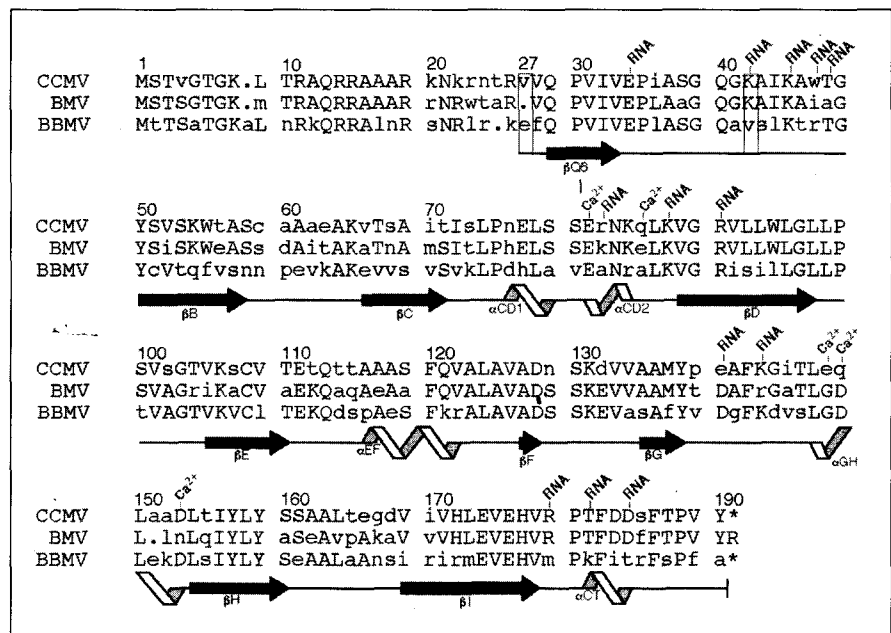 RNA RNA RNA RNA RNA
1 10 20 27 30 40
CCMV MSTvGTGK.L TRAQRRAAAR kNkrntRVVQ PVIVEPiASG QGKAIKAwTG
BMV MSTSGTGK.m TRAQRRAAAR rNRwtaR.VQ PVIVEPLAaG QGKAIKAiaG
BBMV MtTSaTGKaL nRkQRRAlnR sNRlr.kefQ PVIVEPlASG QavslKtrTG
βQ6
Ca²⁺ RNA Ca²⁺ RNA RNA
50 60 70
CCMV YSVSKWtASc aAaeAKvTsA itIsLPnELS SErNKqLKVG RVLLWLGLLP
BMV YSiSKWeASs dAitAKaTnA mSItLPhELS SEkNKeLKVG RVLLWLGLLP
BBMV YcVtqfvsnn pevkAKevvs vSvkLPdHLa vEaNraLKVG RisilLGLLP
βB βC αCD1 αCD2 βD
RNA RNA Ca²⁺ Ca²⁺
100 110 120 130
CCMV SVsGTVKsCV TEtQttAAAS FQVALAVADn SKdVVAAMYp eAFKGiTLeq
BMV SVAGriKaCV aEKQaqAeAa FQVALAVADS SKEVVAAMYt DAFrGaTLGD
BBMV tVAGTVKVCl TEKQdspAeS FkrALAVADS SKEVasAfYv DgFKdvsLGD
βE αEF βF βG αGH
Ca²⁺ RNA RNA RNA
150 160 170 190
CCMV LaaDLtIYLY SSAALtegdV iVHLEVEHVR PTFDDsFTPV Y*
BMV L.lnLqIYLY aSeAvpAkaV vVHLEVEHVR PTFDDfFTPV YR
BBMV LekDLsIYLY SeAALaAnsi rirmEVEHVm PkFitrFsPf a*
βH βI αCT